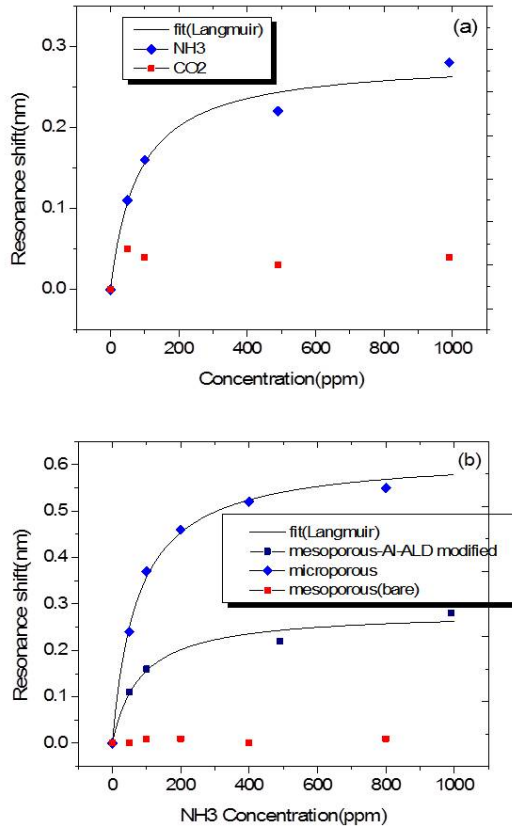 (a)
fit(Langmuir)
NH3
CO2
0.3
0.2
0.1
0.0
Resonance shift(nm)
0 200 400 600 800 1000
Concentration(ppm)
(b)
0.6
0.5
0.4
0.3
0.2
0.1
0.0
Resonance shift(nm)
fit(Langmuir)
mesoporous-Al-ALD modified
microporous
mesoporous(bare)
0 200 400 600 800 1000
NH3 Concentration(ppm)